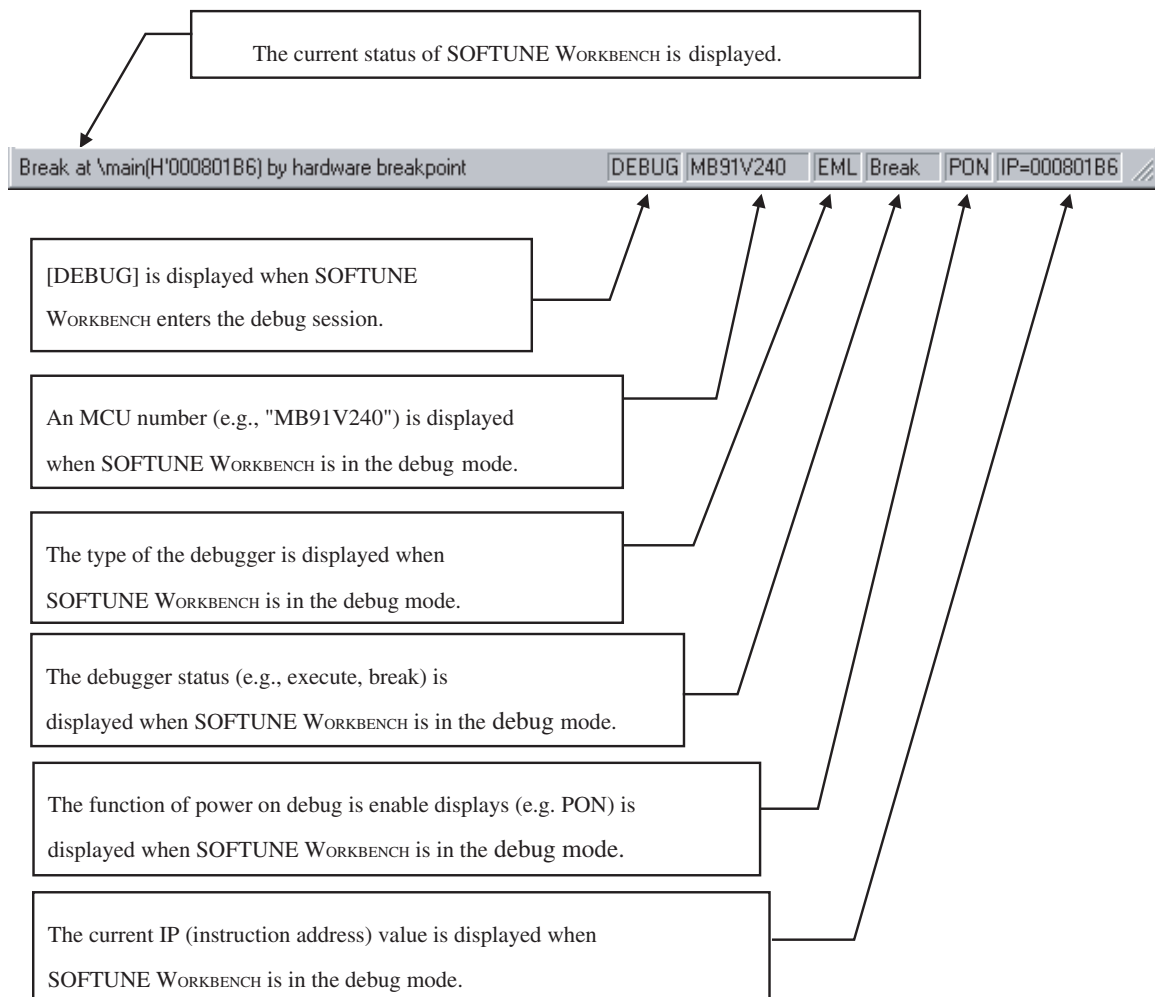 The current status of SOFTUNE WORKBENCH is displayed.
Break at \main(H'000801B6) by hardware breakpoint DEBUG MB91V240 EML Break PON IP=000801B6
[DEBUG] is displayed when SOFTUNE
WORKBENCH enters the debug session.
An MCU number (e.g., "MB91V240") is displayed
when SOFTUNE WORKBENCH is in the debug mode.
The type of the debugger is displayed when
SOFTUNE WORKBENCH is in the debug mode.
The debugger status (e.g., execute, break) is
displayed when SOFTUNE WORKBENCH is in the debug mode.
The function of power on debug is enable displays (e.g. PON) is
displayed when SOFTUNE WORKBENCH is in the debug mode.
The current IP (instruction address) value is displayed when
SOFTUNE WORKBENCH is in the debug mode.